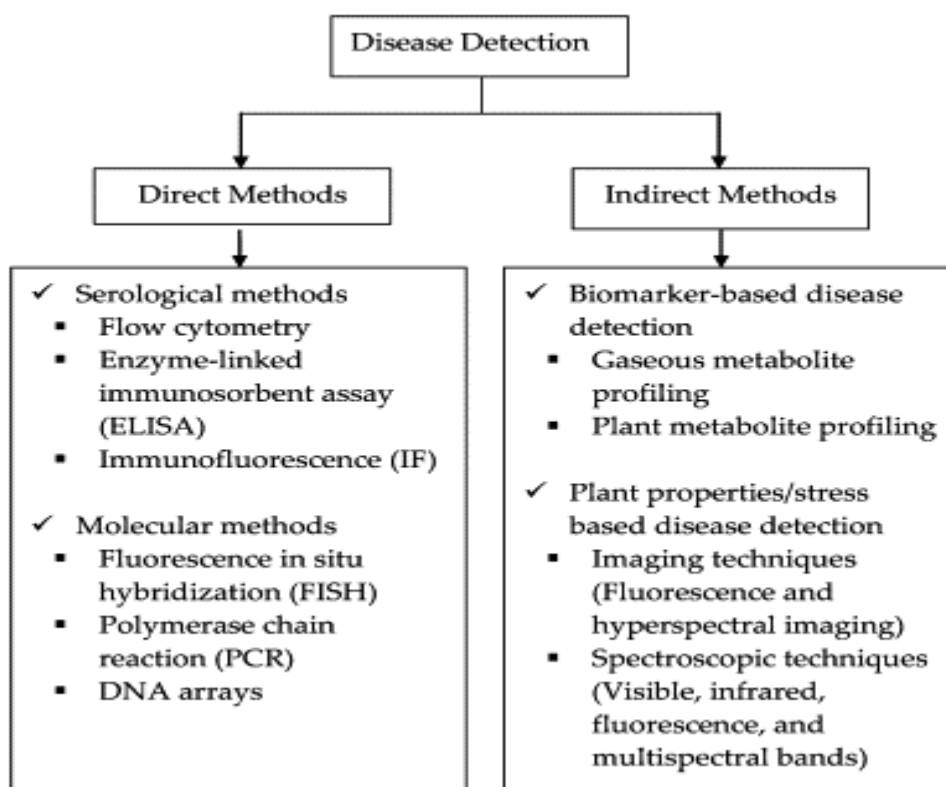 Disease Detection
Direct Methods
Indirect Methods
✓ Serological methods
▪ Flow cytometry
▪ Enzyme-linked
immunosorbent assay
(ELISA)
▪ Immunofluorescence (IF)
✓ Molecular methods
▪ Fluorescence in situ
hybridization (FISH)
▪ Polymerase chain
reaction (PCR)
▪ DNA arrays
✓ Biomarker-based disease
detection
▪ Gaseous metabolite
profiling
▪ Plant metabolite profiling
✓ Plant properties/stress
based disease detection
▪ Imaging techniques
(Fluorescence and
hyperspectral imaging)
▪ Spectroscopic techniques
(Visible, infrared,
fluorescence, and
multispectral bands)